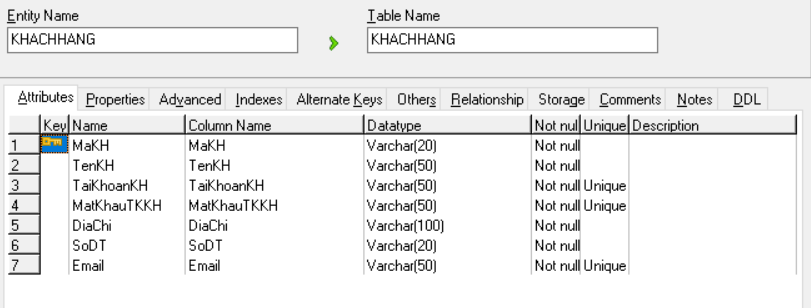 Entity Name Table Name
KHACHHANG KHACHHANG
Attributes Properties Advanced Indexes Alternate Keys Others Relationship Storage Comments Notes DDL
Key Name Column Name Datatype Not nul Unique Description
1 MaKH MaKH Varchar(20) Not null
2 TenKH TenKH Varchar(50) Not null
3 TaiKhoanKH TaiKhoanKH Varchar(50) Not null Unique
4 MatKhauTKKH MatKhauTKKH Varchar(50) Not null Unique
5 DiaChi DiaChi Varchar(100) Not null
6 SoDT SoDT Varchar(20) Not null
7 Email Email Varchar(50) Not null Unique